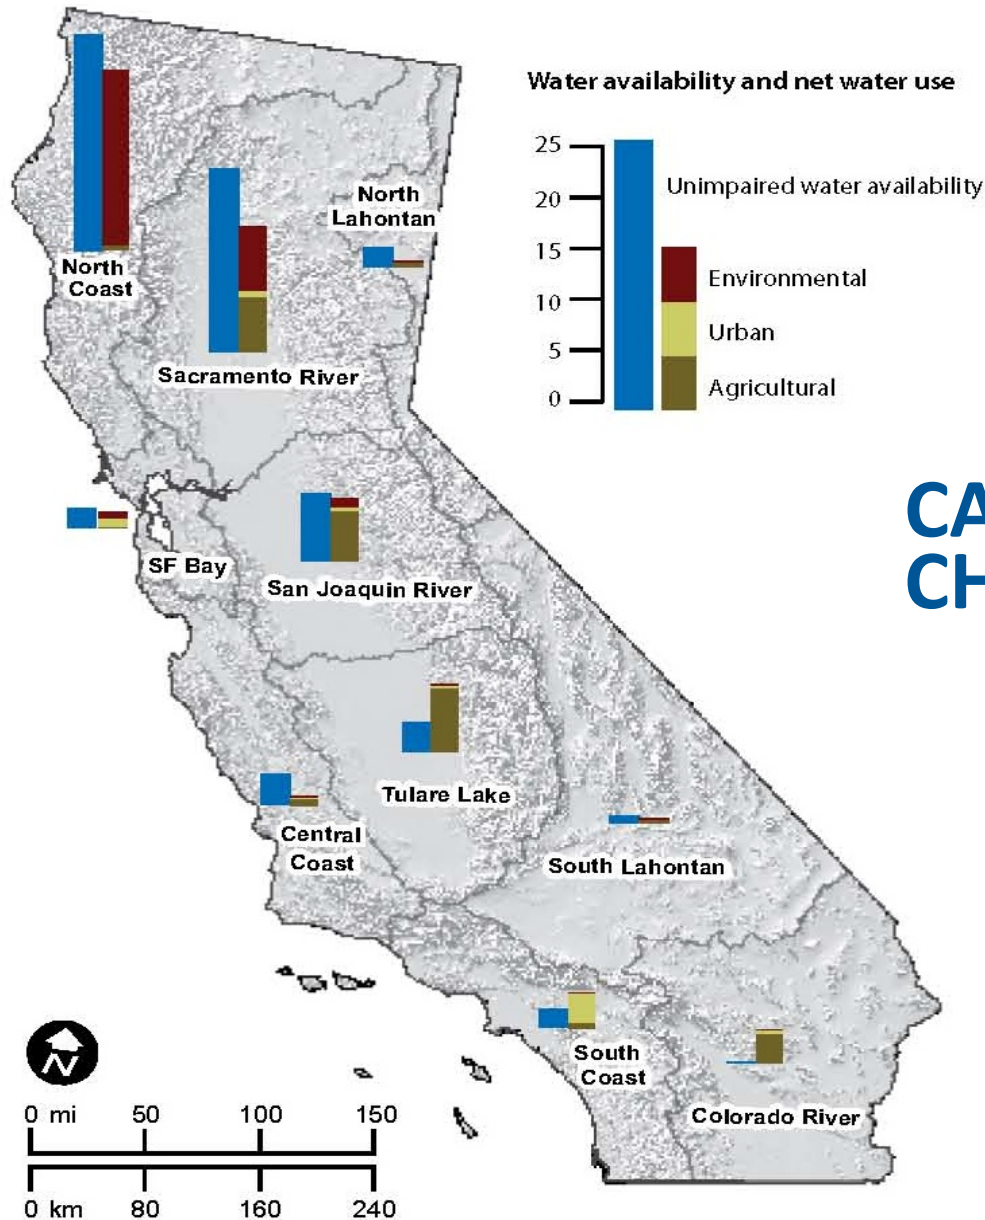 Water availability and net water use
25
20
15
10
5
0
Unimpaired water availability
Environmental
Urban
Agricultural
North
Coast
North
Lahontan
Sacramento River
CA
CH
SF Bay
San Joaquin River
Tulare Lake
Central
Coast
South Lahontan
South
Coast
Colorado River
N
0 mi 50 100 150
0 km 80 160 240